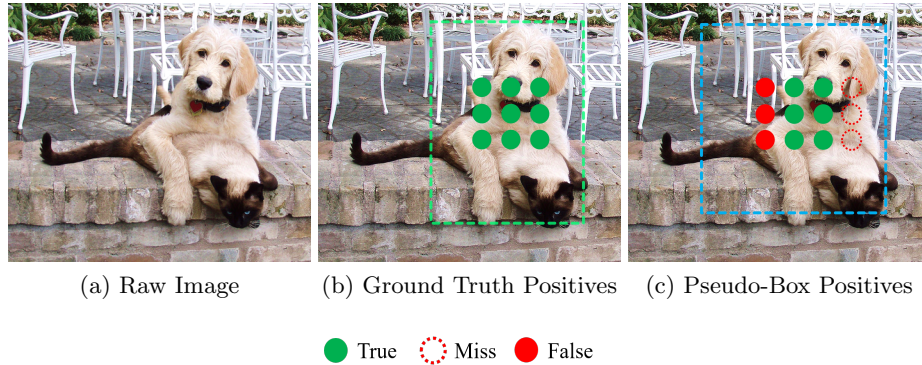 (a) Raw Image
(b) Ground Truth Positives
(c) Pseudo-Box Positives
True
Miss
False